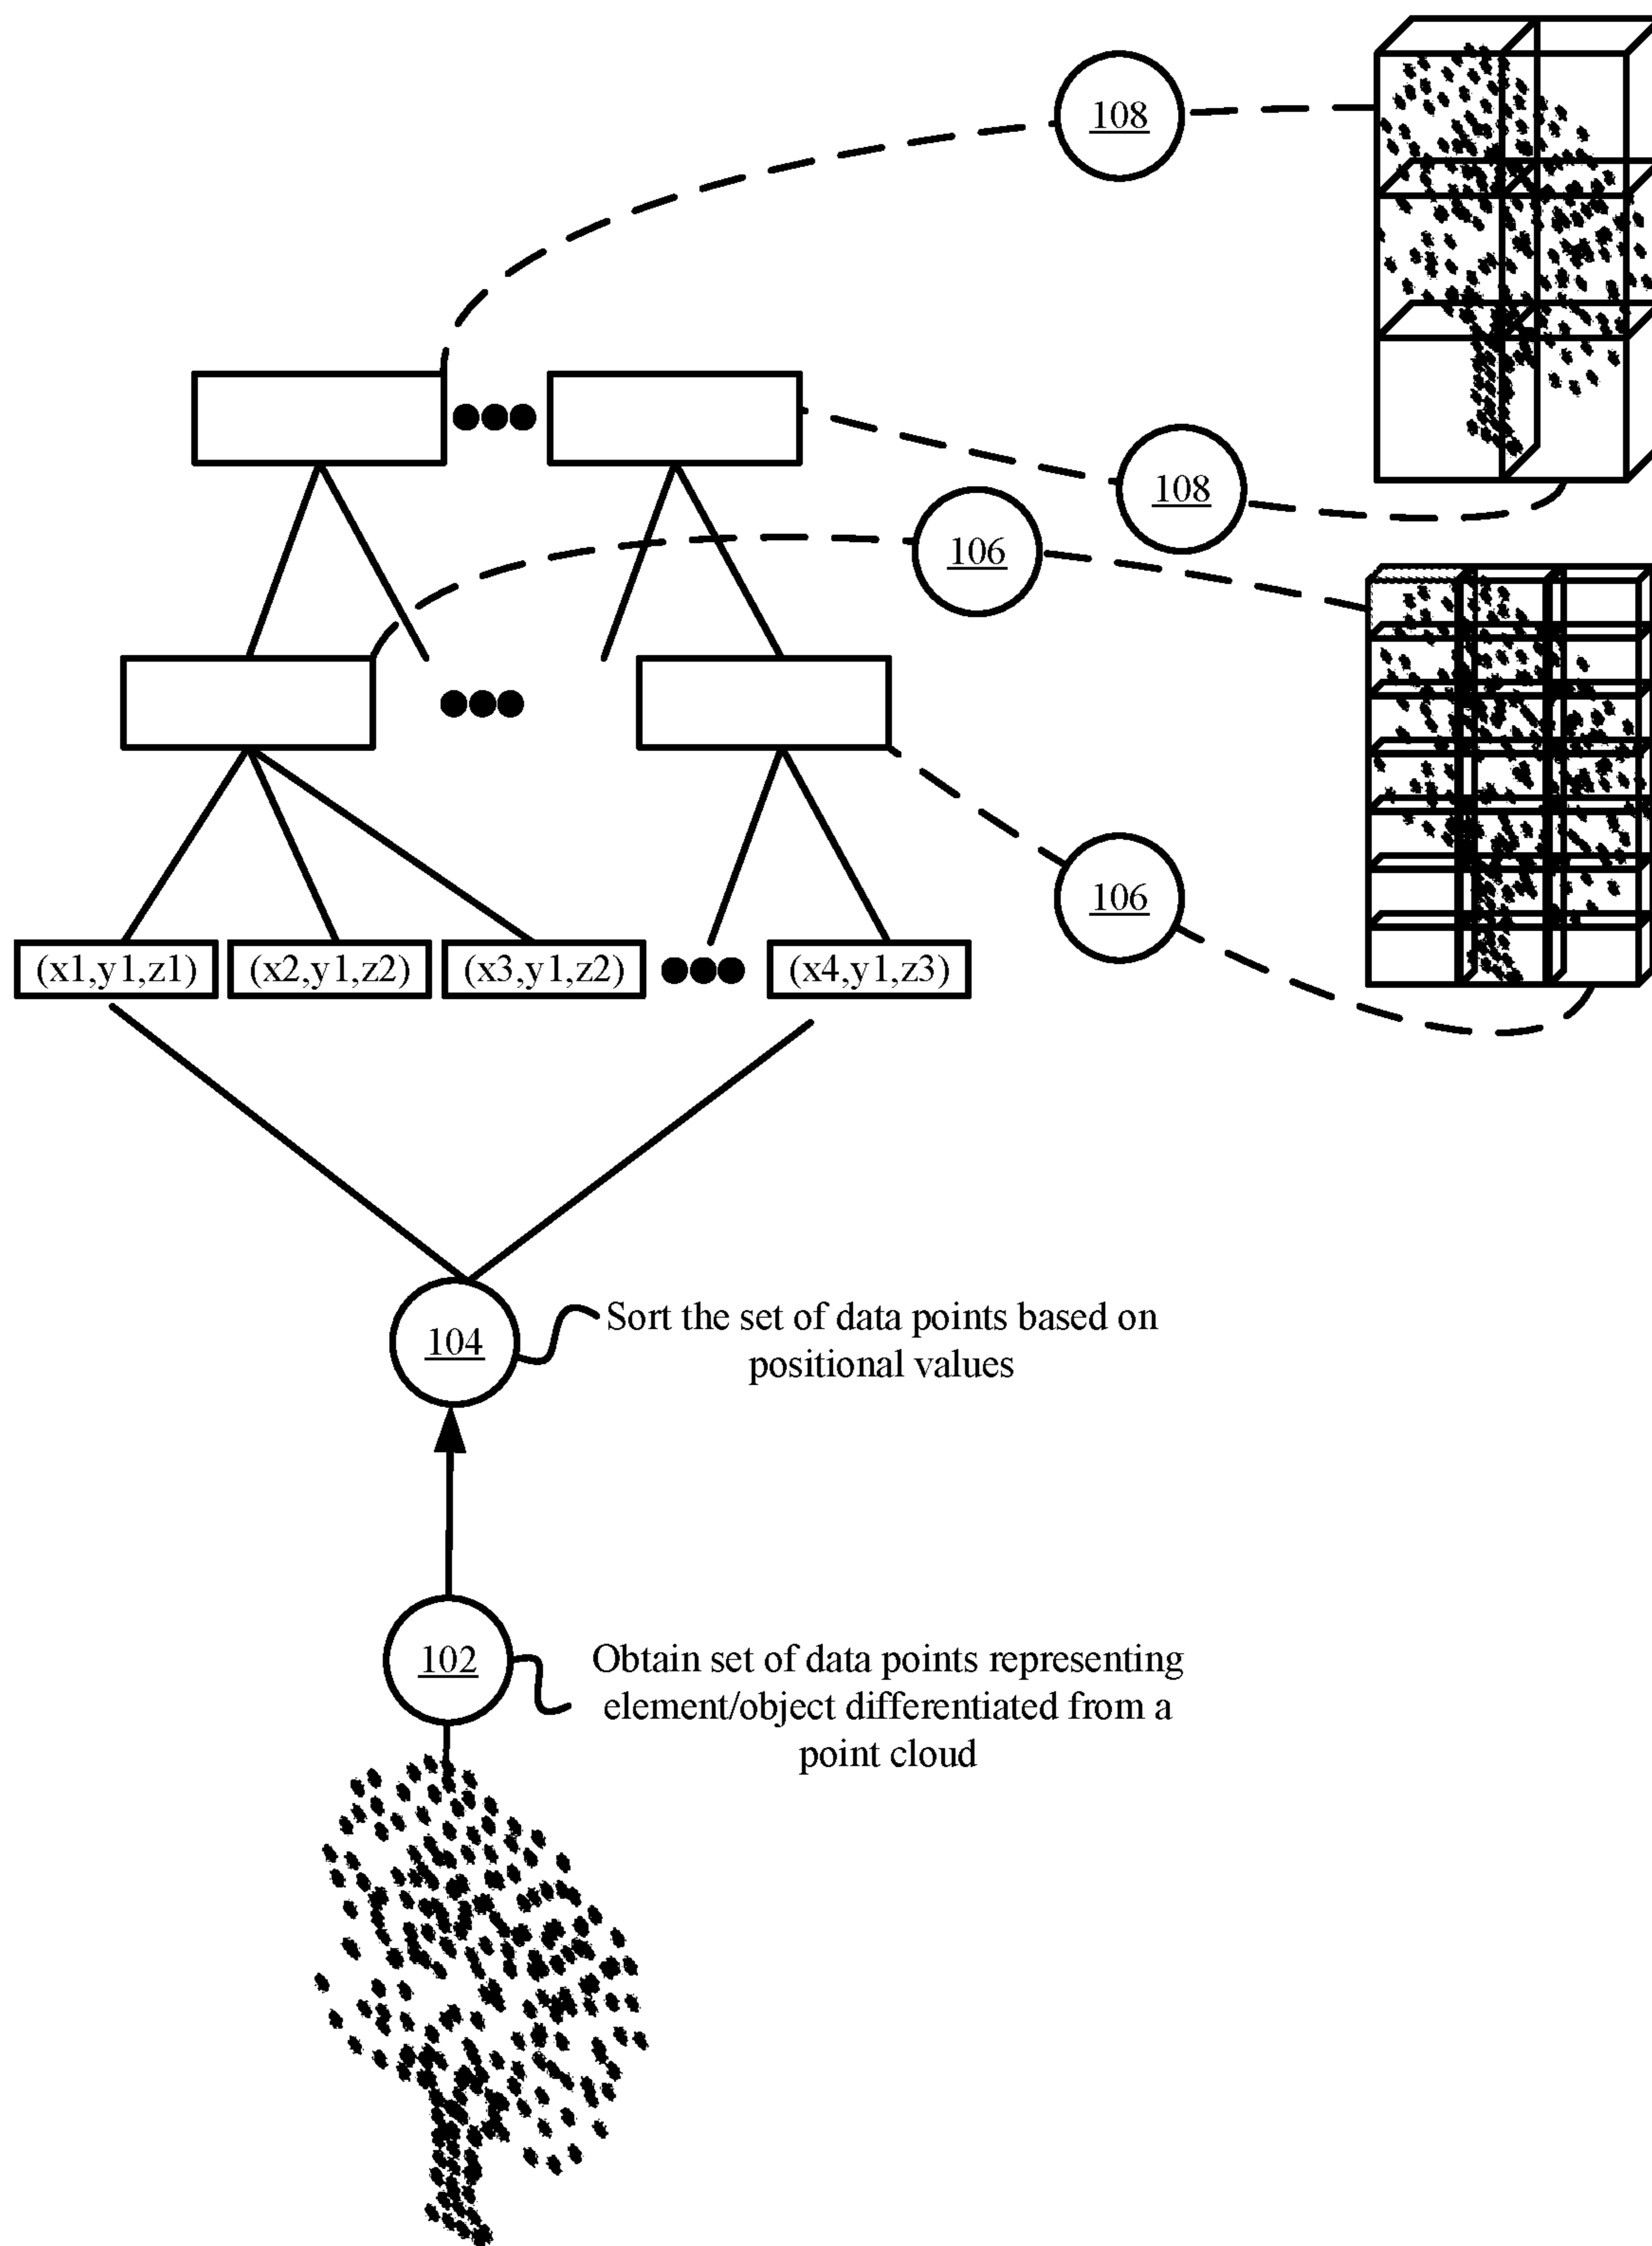 108
108
106
106
(x1,y1,z1)
(x2,y1,z2)
(x3,y1,z2)
(x4,y1,z3)
104
Sort the set of data points based on
positional values
102
Obtain set of data points representing
element/object differentiated from a
point cloud